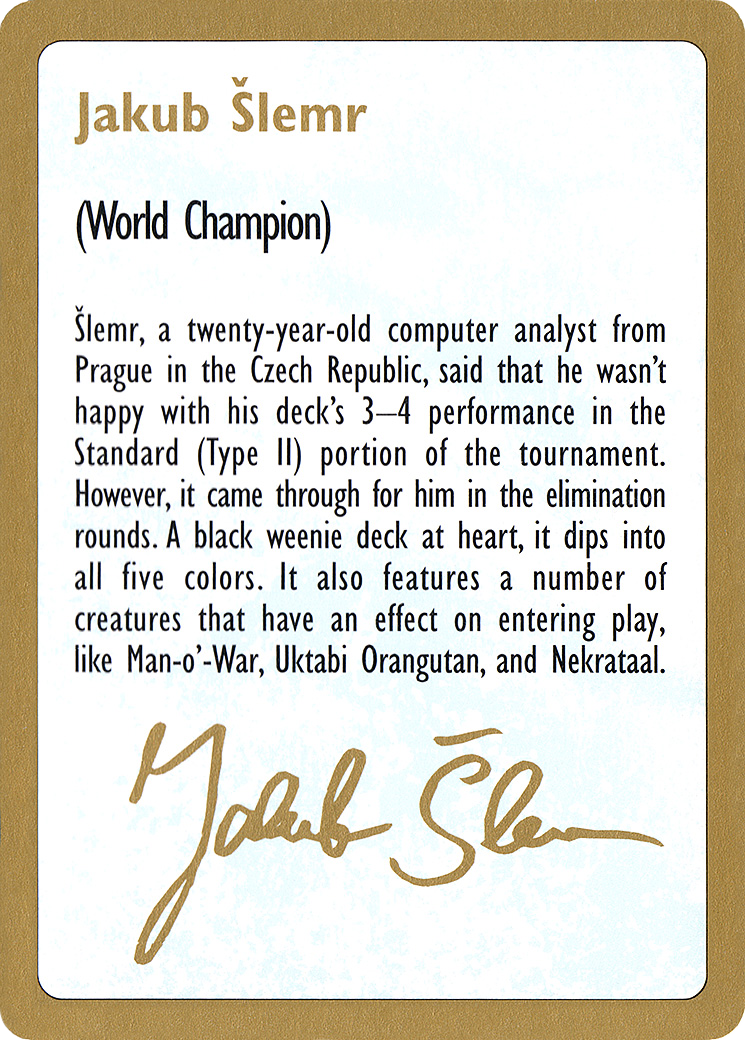 Jakub Šlemr
(World Champion)
Šlemr, a twenty-year-old computer analyst from
Prague in the Czech Republic, said that he wasn't
happy with his deck's 3–4 performance in the
Standard (Type II) portion of the tournament.
However, it came through for him in the elimination
rounds. A black weenie deck at heart, it dips into
all five colors. It also features a number of
creatures that have an effect on entering play,
like Man-o'-War, Uktabi Orangutan, and Nekrataal.
Jakub Šlemr